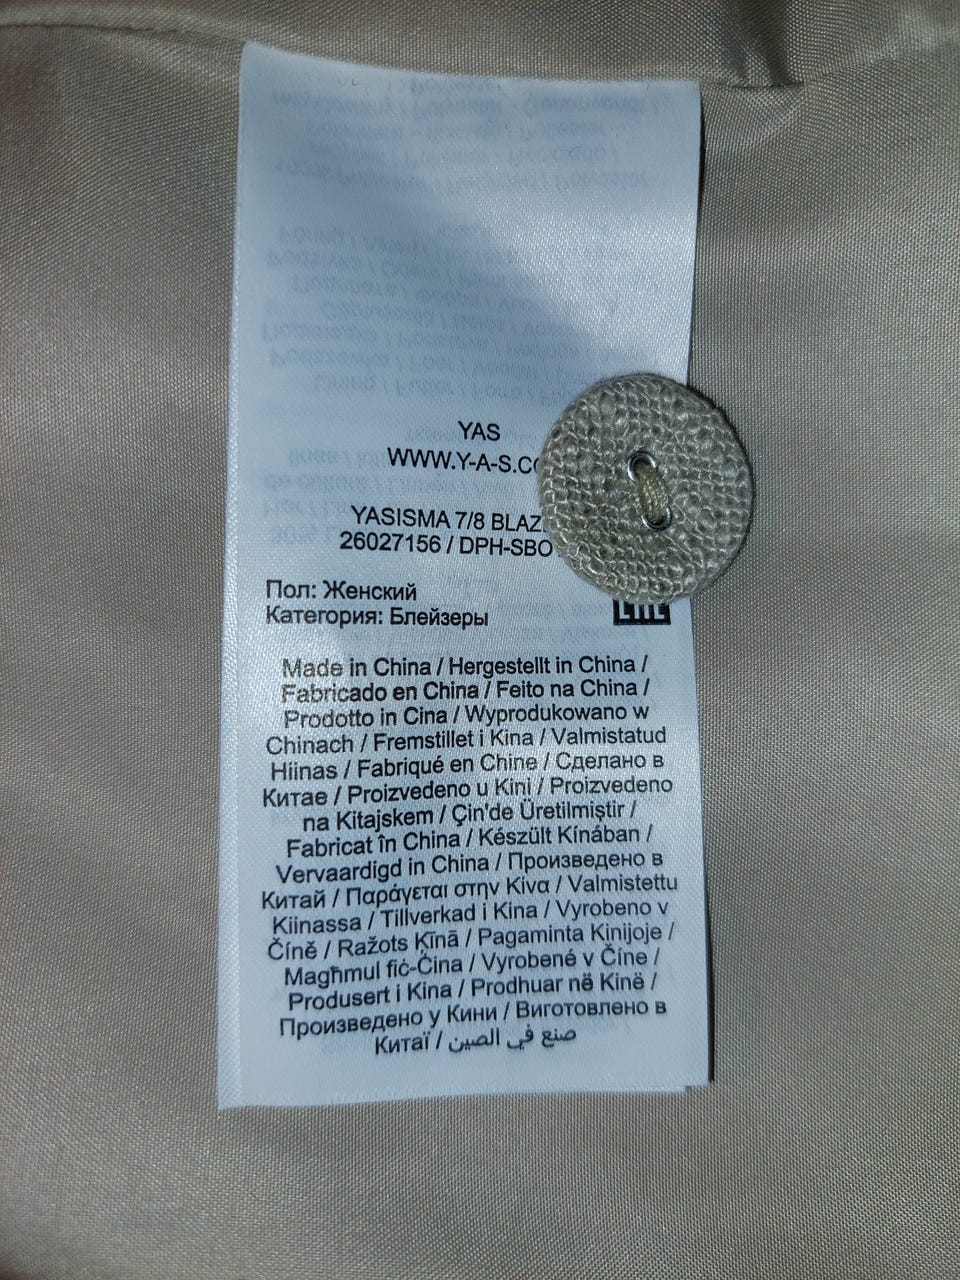 YAS
WWW.Y-A-S.CO
YASISMA 7/8 BLAZ
26027156 / DPH-SBO
Пол: Женский
Категория: Блейзеры
Made in China / Hergestellt in China /
Fabricado en China / Feito na China /
Prodotto in Cina / Wyprodukowano w
Chinach / Fremstillet i Kina / Valmistatud
Hiinas / Fabriqué en Chine / Сделано в
Китае / Proizvedeno u Kini / Proizvedeno
na Kitajskem / Çin'de Üretilmiştir /
Fabricat în China / Készült Kínában /
Vervaardigd in China / Произведено в
Китай / Παράγεται στην Κίνα / Valmistettu
Kiinassa / Tillverkad i Kina / Vyrobeno v
Číně / Ražots Ķīnā / Pagaminta Kinijoje /
Magħmul fiċ-Ċina / Vyrobené v Číne /
Produsert i Kina / Prodhuar në Kinë /
Произведено у Кини / Виготовлено в
Китаї / صنع في الصين